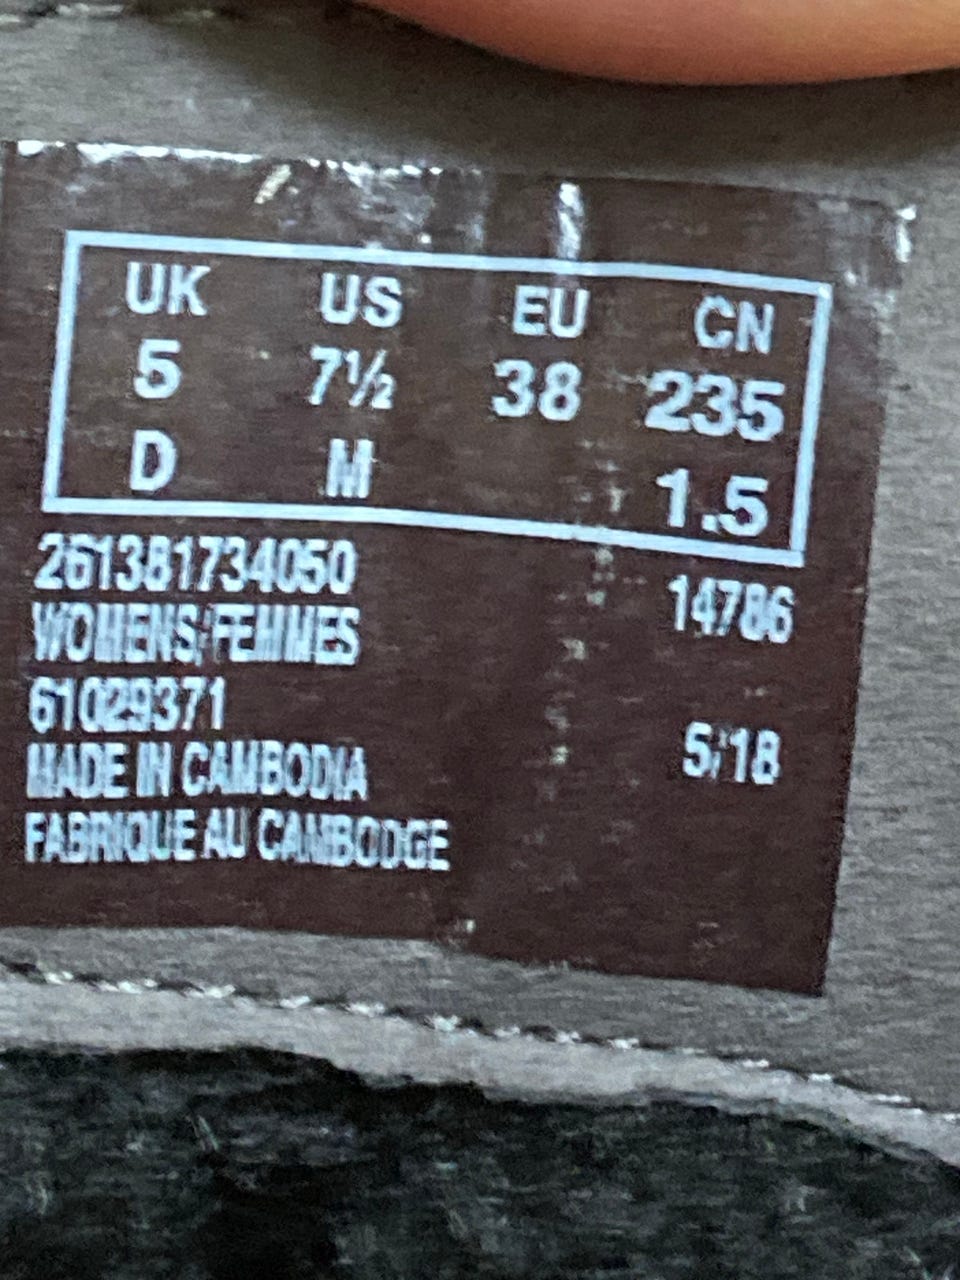 UK US EU CN
5 7½ 38 235
D M 1.5
261381734050 14786
WOMENS/FEMMES
61029371 5/18
MADE IN CAMBODIA
FABRIQUE AU CAMBODGE